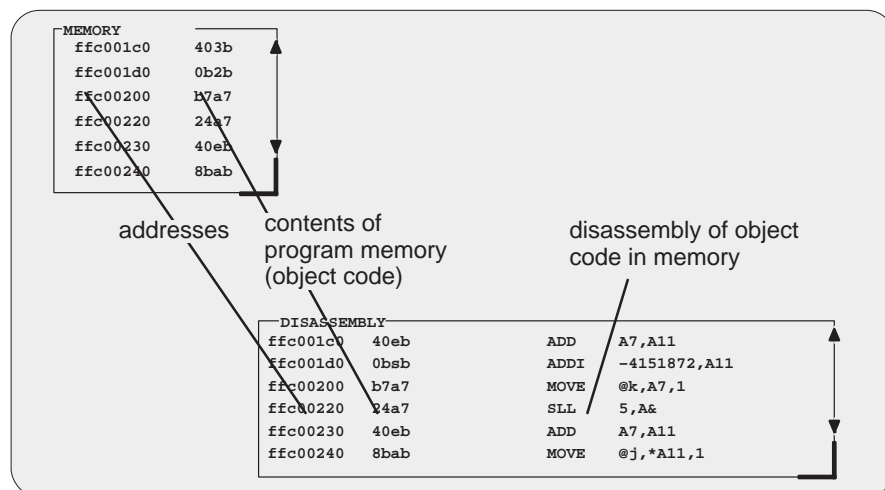 MEMORY
ffc001c0 403b
ffc001d0 0b2b
ffc00200 b7a7
ffc00220 24a7
ffc00230 40eb
ffc00240 8bab
addresses
contents of
program memory
(object code)
disassembly of object
code in memory
DISASSEMBLY
ffc001c0 40eb ADD A7,A11
ffc001d0 0bsb ADDI –4151872,A11
ffc00200 b7a7 MOVE @k,A7,1
ffc00220 24a7 SLL 5,A&
ffc00230 40eb ADD A7,A11
ffc00240 8bab MOVE @j,*A11,1